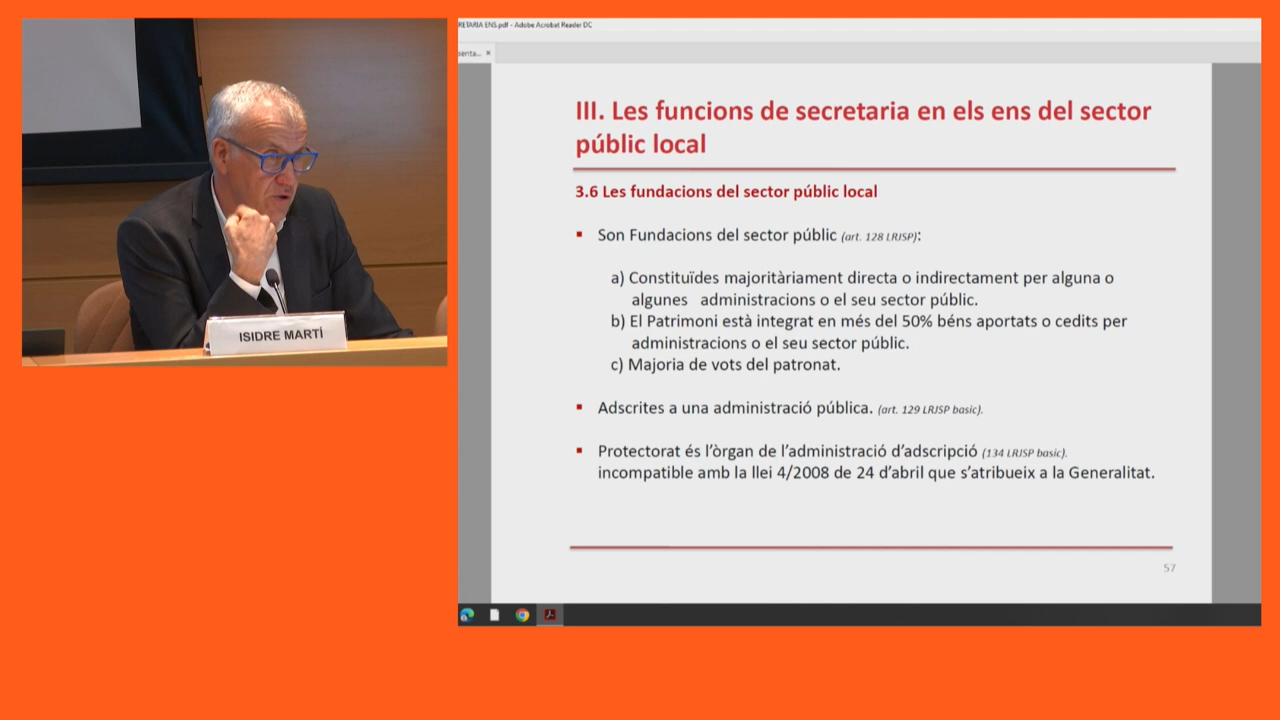 RETARIA ENS.pdf - Adobe Acrobat Reader DC
senta... ×
III. Les funcions de secretaria en els ens del sector
públic local
3.6 Les fundacions del sector públic local
▪ Son Fundacions del sector públic (art. 128 LRJSP):
a) Constituïdes majoritàriament directa o indirectament per alguna o
algunes administracions o el seu sector públic.
b) El Patrimoni està integrat en més del 50% béns aportats o cedits per
administracions o el seu sector públic.
c) Majoria de vots del patronat.
▪ Adscrites a una administració pública. (art. 129 LRJSP basic).
▪ Protectorat és l’òrgan de l’administració d’adscripció (134 LRJSP basic).
incompatible amb la llei 4/2008 de 24 d’abril que s’atribueix a la Generalitat.
57
ISIDRE MARTÍ